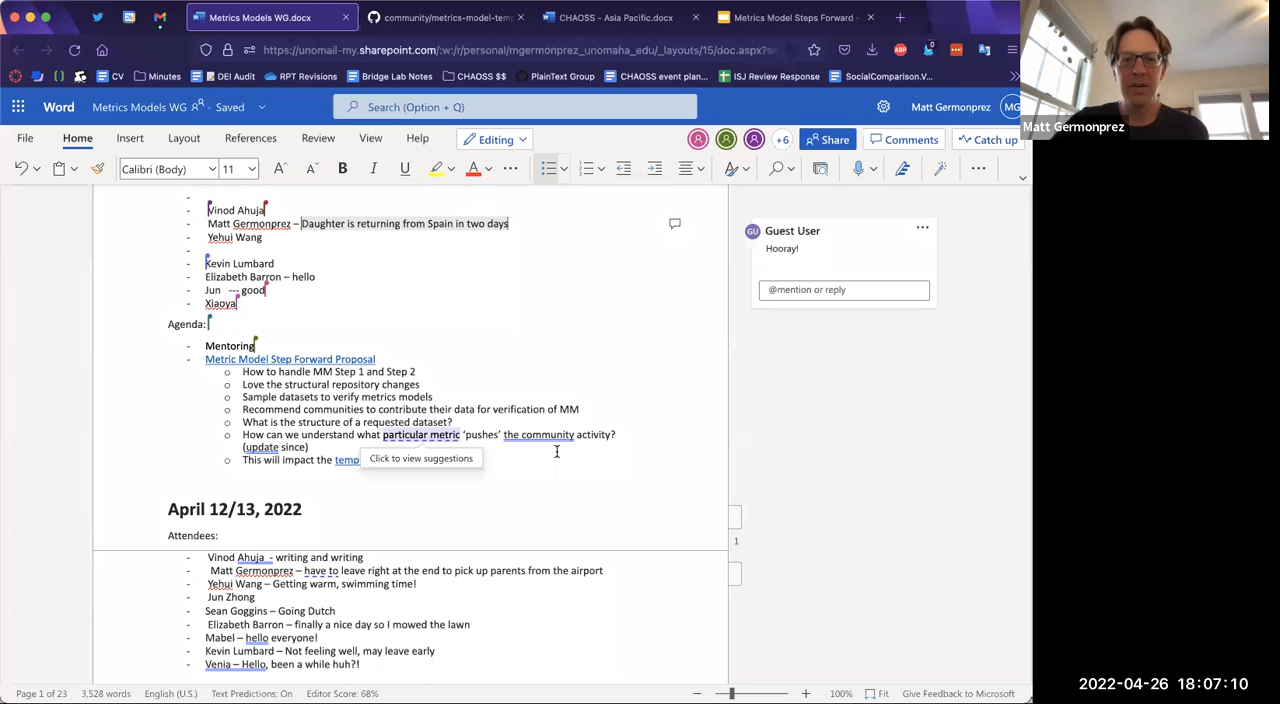 Metrics Models WG.docx
community/metrics-model-temp
CHAOSS - Asia Pacific.docx
Metrics Model Steps Forward -
https://unomail-my.sharepoint.com/:w:/r/personal/mgermonprez_unomaha_edu/_layouts/15/doc.aspx?s
CV
Minutes
DEI Audit
RPT Revisions
Bridge Lab Notes
CHAOSS $$
PlainText Group
CHAOSS event plan...
ISJ Review Response
SocialComparison.V...
Word
Metrics Models WG - Saved
Search (Option + Q)
Matt Germonprez
MG
Matt Germonprez
File
Home
Insert
Layout
References
Review
View
Help
Editing
+6
Share
Comments
Catch up
Calibri (Body)
11
- 
- Vinod Ahuja
- Matt Germonprez – Daughter is returning from Spain in two days
- Yehui Wang
-
- Kevin Lumbard
- Elizabeth Barron – hello
- Jun --- good
- Xiaoya
Agenda:
- Mentoring
- Metric Model Step Forward Proposal
o How to handle MM Step 1 and Step 2
o Love the structural repository changes
o Sample datasets to verify metrics models
o Recommend communities to contribute their data for verification of MM
o What is the structure of a requested dataset?
o How can we understand what particular metric 'pushes' the community activity?
(update since)
o This will impact the temp
Click to view suggestions
GU Guest User
Hooray!
@mention or reply
April 12/13, 2022
Attendees:
1
- Vinod Ahuja - writing and writing
- Matt Germonprez – have to leave right at the end to pick up parents from the airport
- Yehui Wang – Getting warm, swimming time!
- Jun Zhong
- Sean Goggins – Going Dutch
- Elizabeth Barron – finally a nice day so I mowed the lawn
- Mabel – hello everyone!
- Kevin Lumbard – Not feeling well, may leave early
- Venia – Hello, been a while huh?!
Page 1 of 23
3,528 words
English (U.S.)
Text Predictions: On
Editor Score: 68%
100%
Fit
Give Feedback to Microsoft
2022-04-26 18:07:10